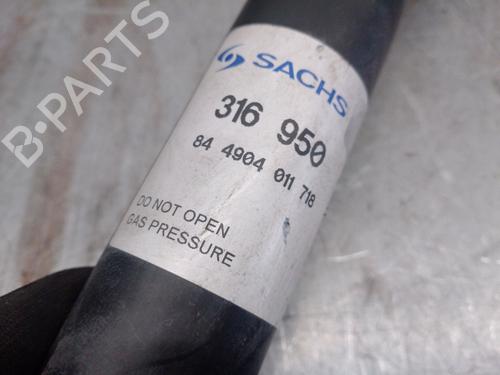 B-PARTS
SACHS
316 950
84 4904 011 718
DO NOT OPEN
GAS PRESSURE